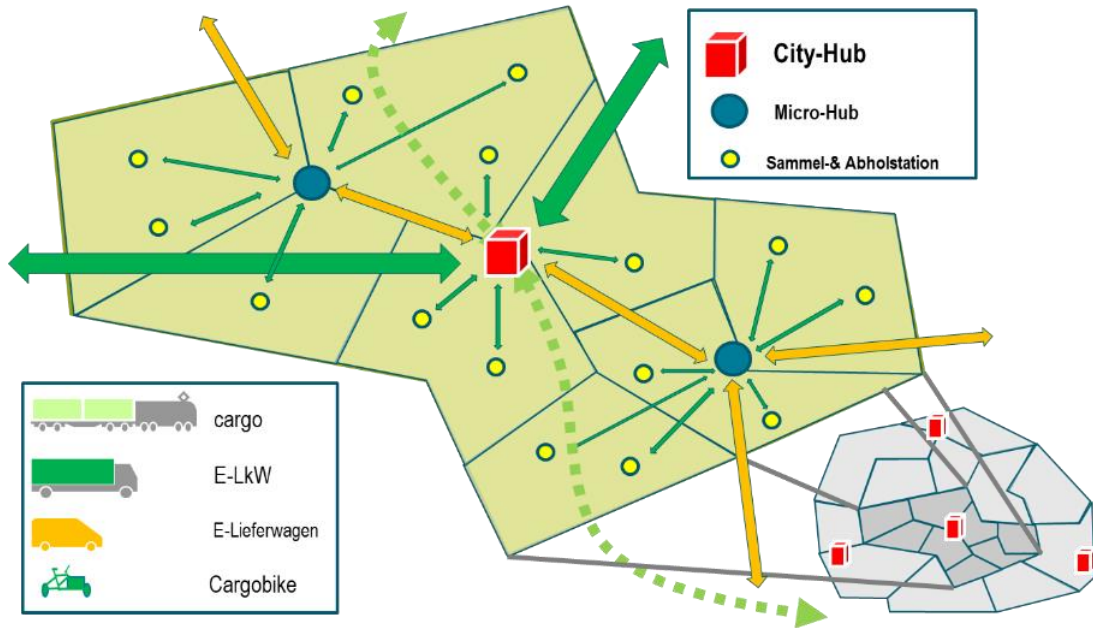 City-Hub
Micro-Hub
Sammel-& Abholstation
cargo
E-LkW
E-Lieferwagen
Cargobike